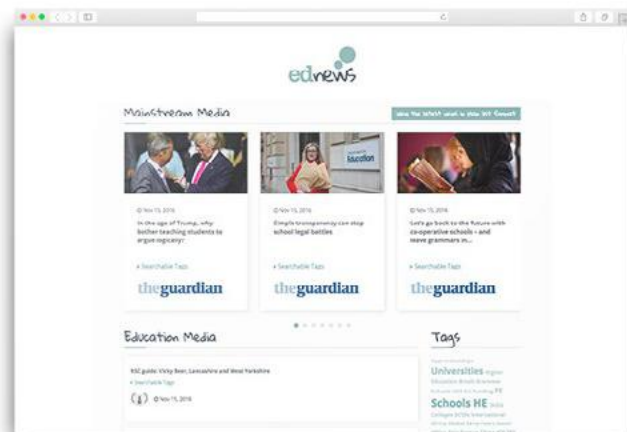 ednews
Mainstream Media
Education
Nov 15, 2016
In the age of Trump, why
bother teaching students to
argue logically?
Searchable Tags
theguardian
Nov 15, 2016
Simple transparency can stop
school legal battles
Searchable Tags
theguardian
Nov 15, 2016
Let's go back to the future with
co-operative schools – and
leave grammars in...
Searchable Tags
theguardian
Education Media
RSC guide: Vicky Beer, Lancashire and West Yorkshire
Searchable Tags
Nov 15, 2016
Tags
Universities Higher
Education
Schools HE